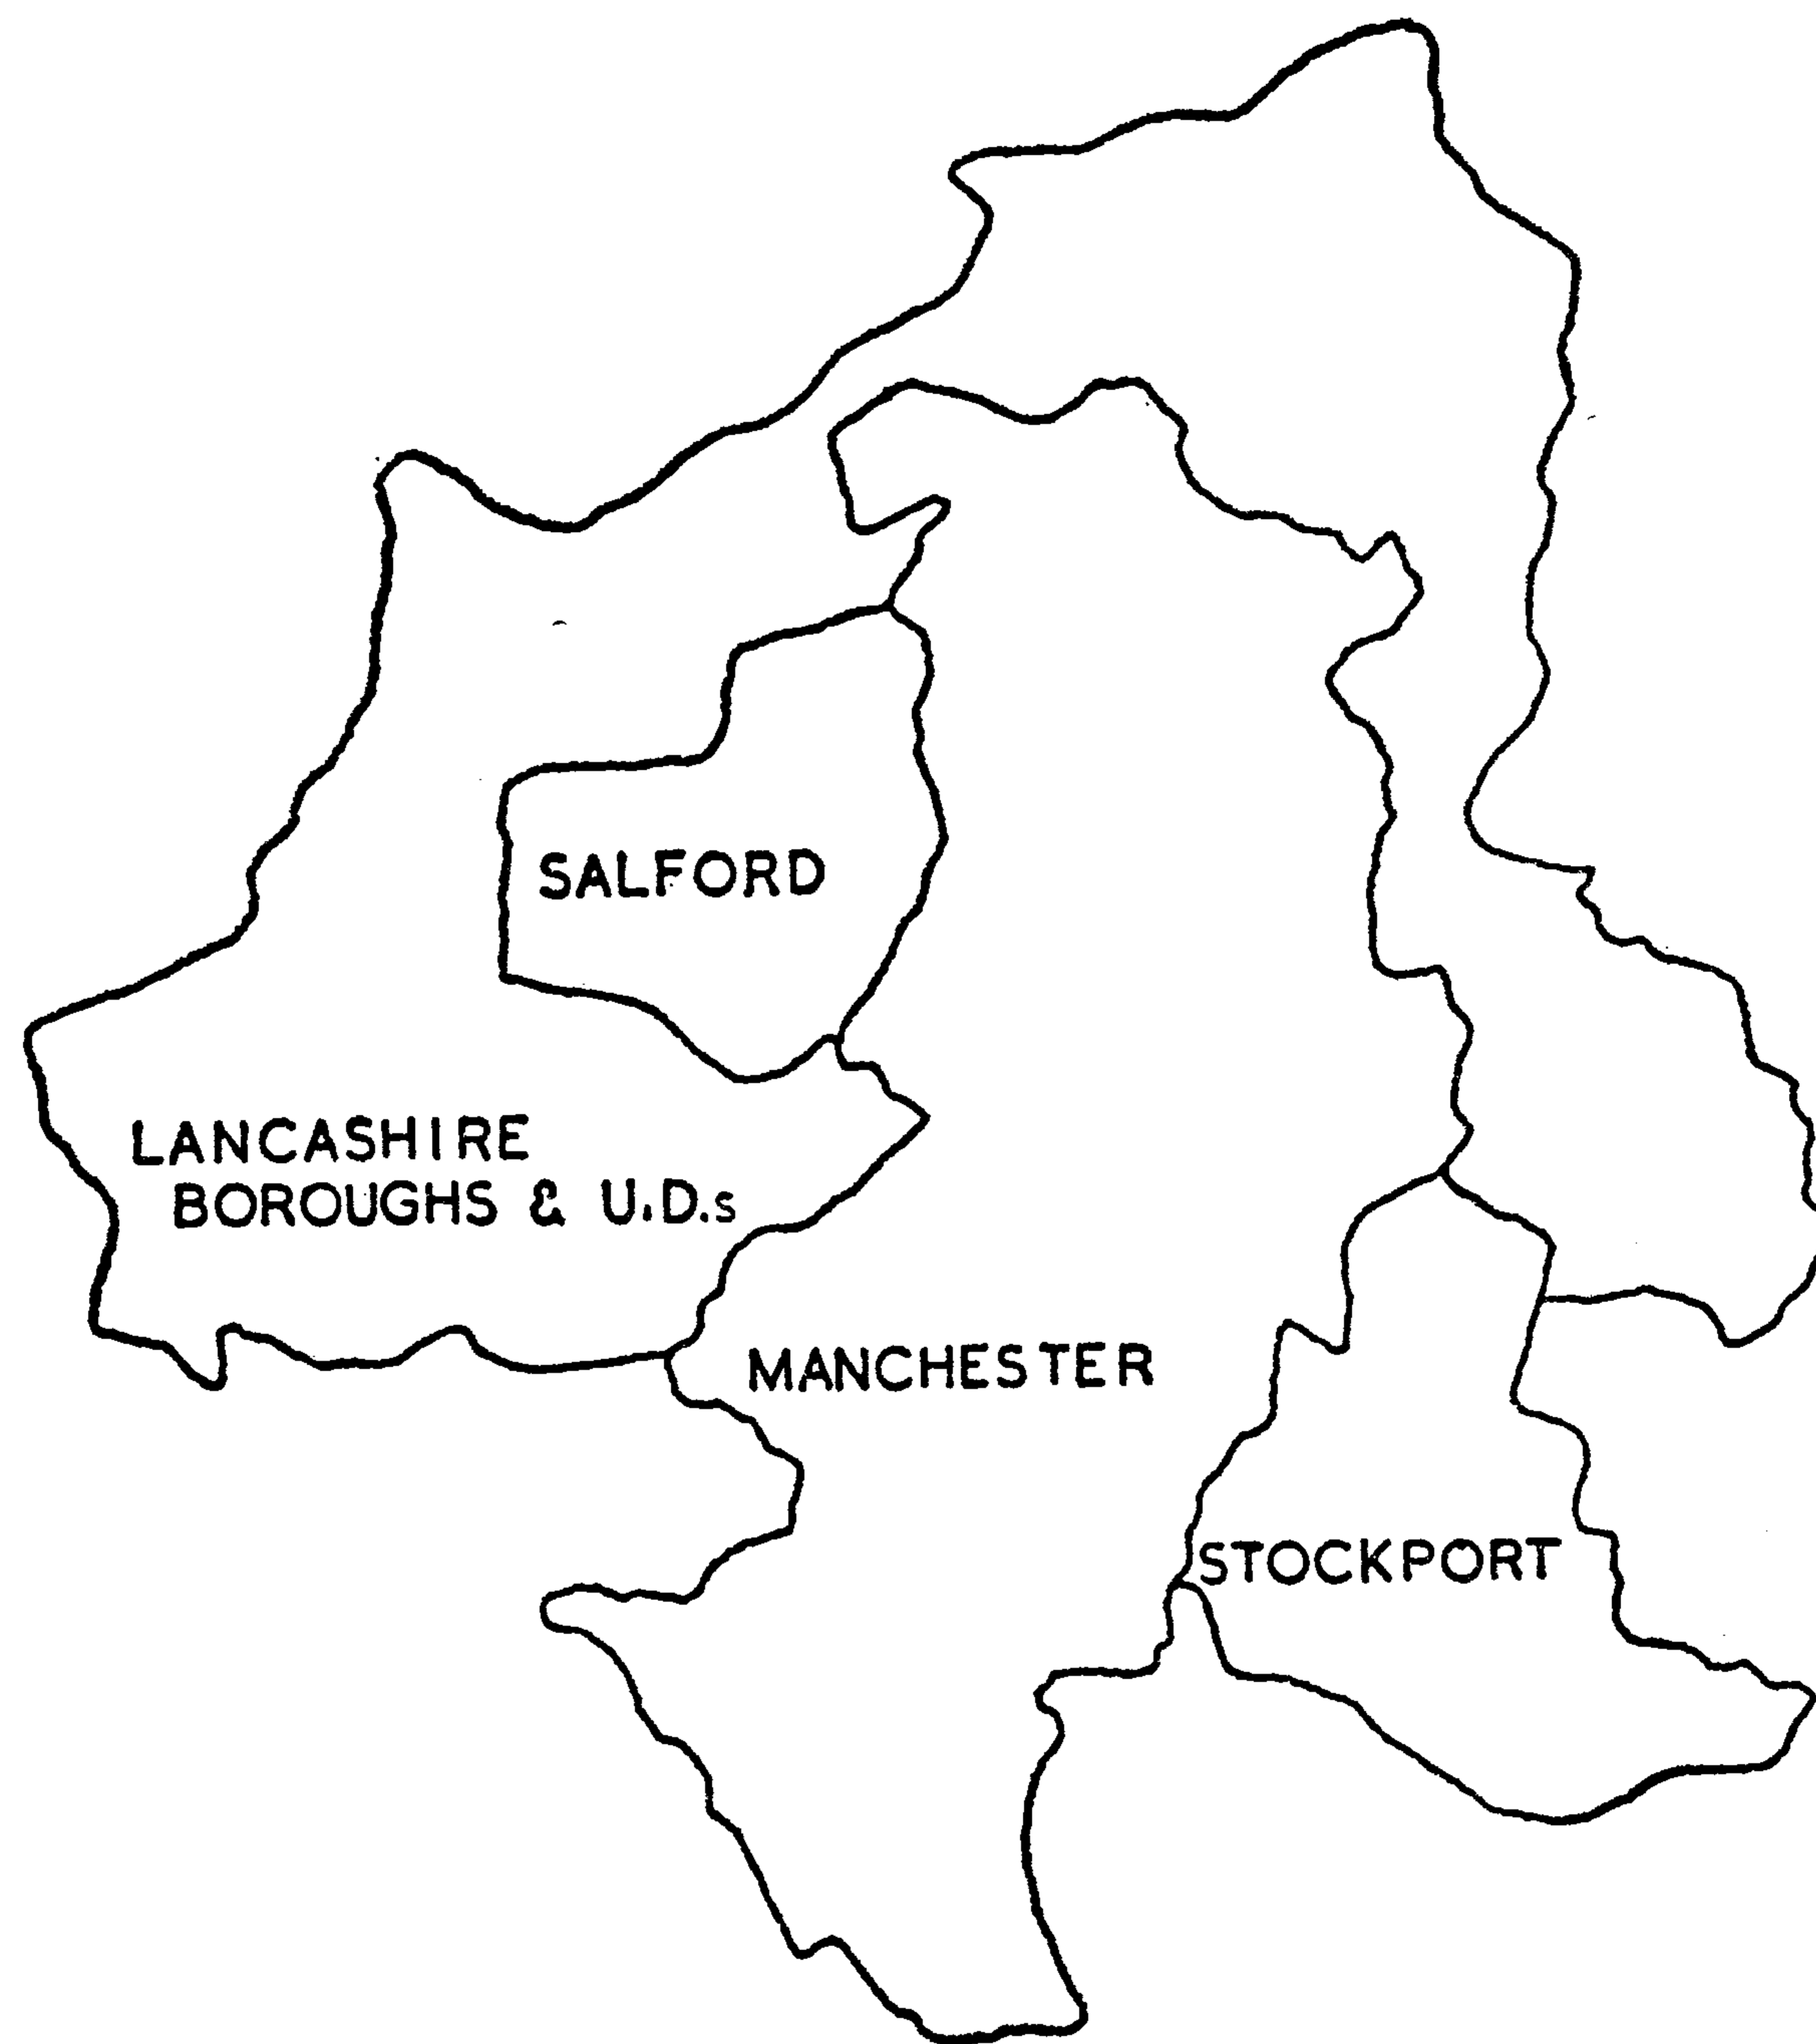 SALFORD
LANCASHIRE
BOROUGHS & U.D.s
MANCHESTER
STOCKPORT